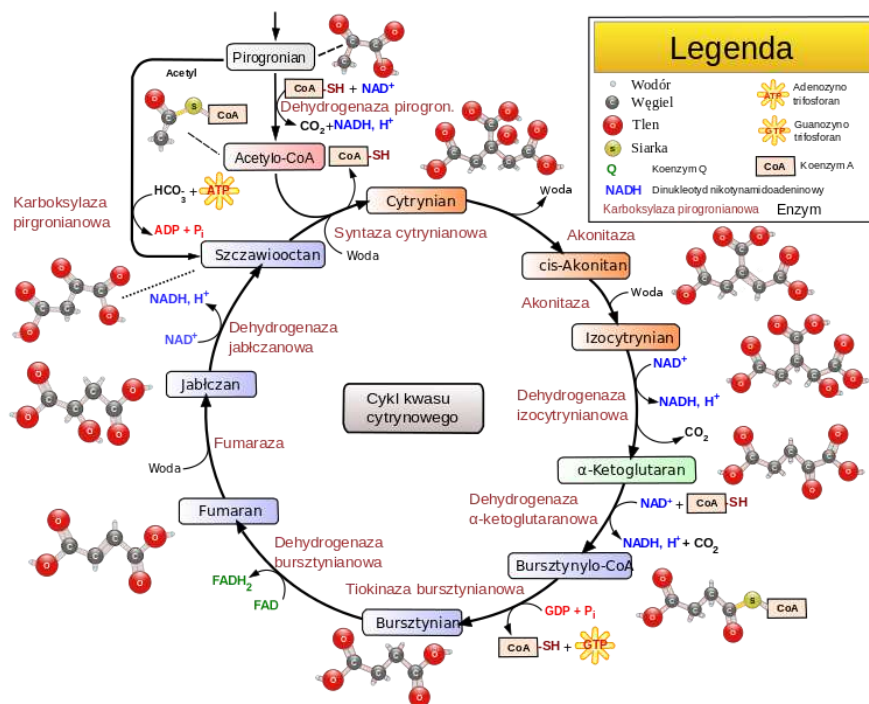 Pirogronian
Acetyl
CoA-SH + NAD⁺
Dehydrogenaza pirogron.
CO₂+NADH, H⁺
S
CoA
Acetylo-CoA
CoA-SH
HCO₃⁻ + ATP
Karboksylaza
pirgronianowa
ADP + Pᵢ
Cytrynian
Syntaza cytrynianowa
Woda
Woda
Szczawiooctan
Akonitaza
cis-Akonitan
Akonitaza
Woda
Izocytrynian
NADH, H⁺
NAD⁺
Dehydrogenaza
jabłczanowa
NAD⁺
Dehydrogenaza
izocytrynianowa
NADH, H⁺
CO₂
Jabłczan
Cykl kwasu
cytrynowego
Fumaraza
Woda
α-Ketoglutaran
Dehydrogenaza
α-ketoglutaranowa
NAD⁺ + CoA-SH
NADH, H⁺ + CO₂
Fumaran
Dehydrogenaza
bursztynianowa
FADH₂
FAD
Bursztynylo-CoA
Tiokinaza bursztynianowa
GDP + Pᵢ
CoA-SH + GTP
Bursztynian
S
CoA
Legenda
Wodór
C Węgiel
O Tlen
S Siarka
Q Koenzym Q
NADH Dinukleotyd nikotynamidoadeninowy
Karboksylaza pirogronianowa Enzym
ATP Adenozyno
trifosforan
GTP Guanozyno
trifosforan
CoA Koenzym A